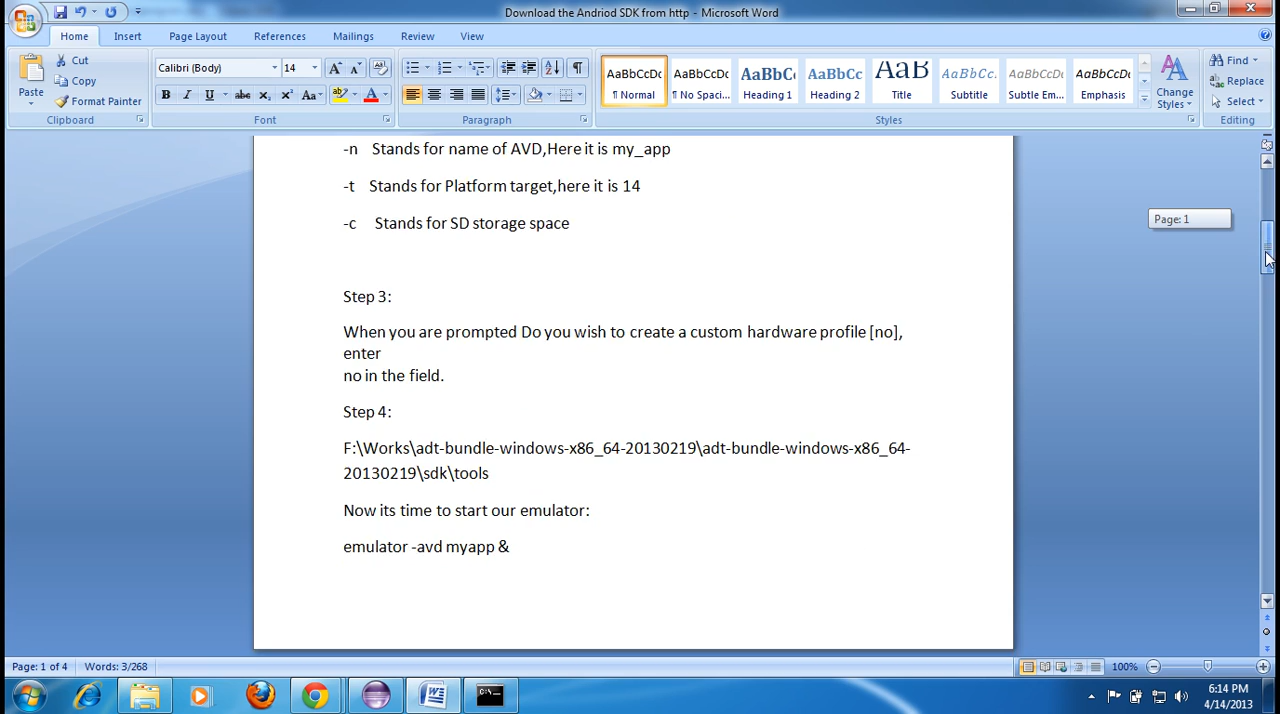 Download the Andriod SDK from http - Microsoft Word
Home Insert Page Layout References Mailings Review View
Paste
Cut
Copy
Format Painter
Clipboard
Calibri (Body) 14
B I U abe X₂ X² Aa
Font
Paragraph
AaBbCcDc AaBbCcDc AaBbC AaBbCc AaB AaBbCc. AaBbCcDc AaBbCcDc
¶ Normal ¶ No Spaci... Heading 1 Heading 2 Title Subtitle Subtle Em... Emphasis
Change
Styles
Styles
Find
Replace
Select
Editing
-n Stands for name of AVD,Here it is my_app
-t Stands for Platform target,here it is 14
-c Stands for SD storage space
Page: 1
Step 3:
When you are prompted Do you wish to create a custom hardware profile [no],
enter
no in the field.
Step 4:
F:\Works\adt-bundle-windows-x86_64-20130219\adt-bundle-windows-x86_64-
20130219\sdk\tools
Now its time to start our emulator:
emulator -avd myapp &
Page: 1 of 4 Words: 3/268
100%
6:14 PM
4/14/2013